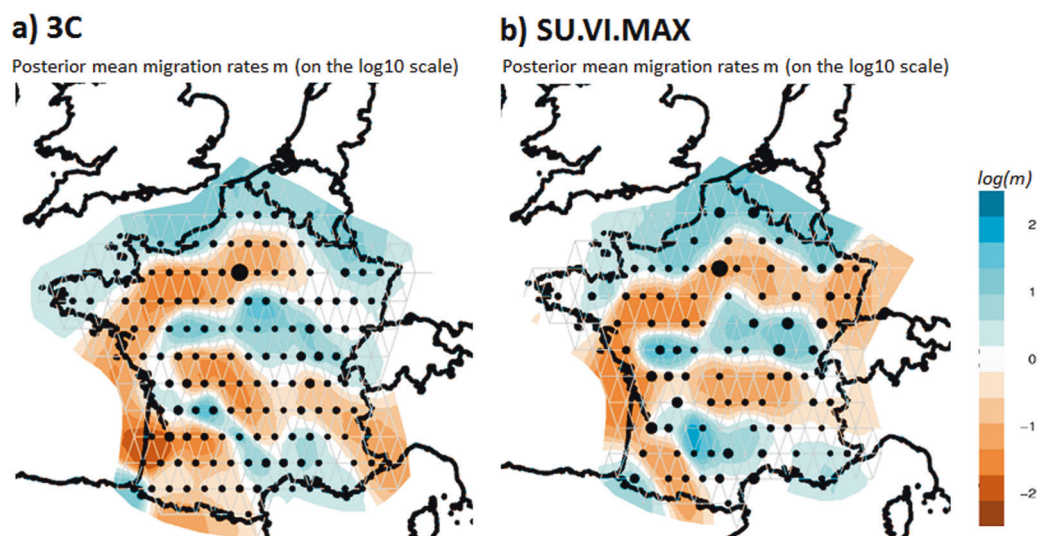 a) 3C
Posterior mean migration rates m (on the log10 scale)
b) SU.VI.MAX
Posterior mean migration rates m (on the log10 scale)
log(m)
2
1
0
−1
−2